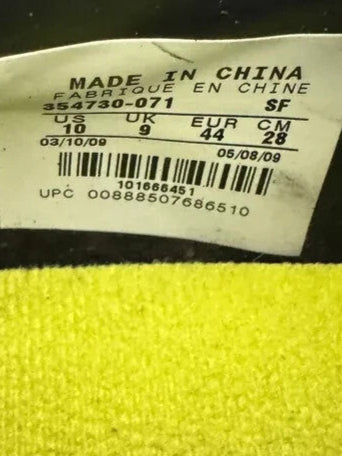 MADE IN CHINA
FABRIQUE EN CHINE
354730-071 SF
US UK EUR CM
10 9 44 28
03/10/09 05/08/09
101666451
UPC 00888507686510